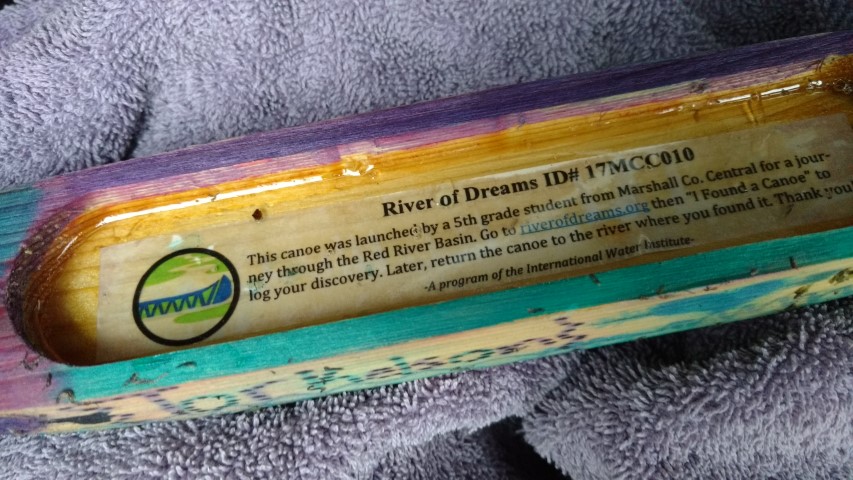 River of Dreams ID# 17MCC010
This canoe was launched by a 5th grade student from Marshall Co. Central for a jour-
ney through the Red River Basin. Go to riverofdreams.org then "I Found a Canoe" to
log your discovery. Later, return the canoe to the river where you found it. Thank you!
-A program of the International Water Institute-